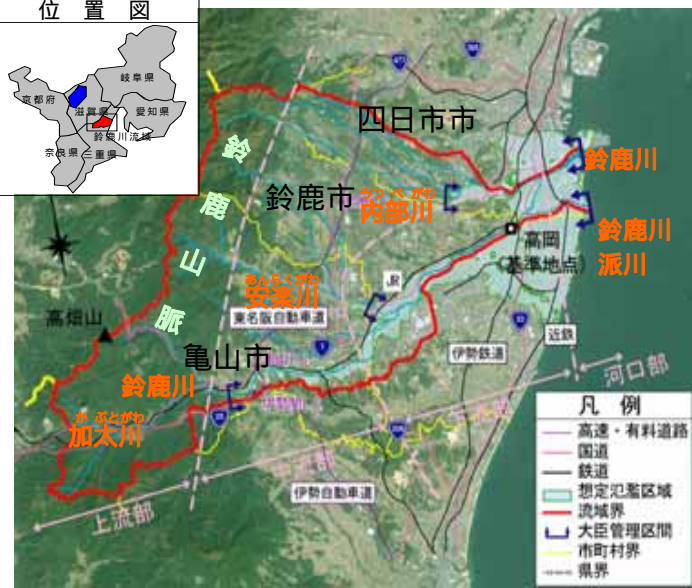 位置図
岐阜県
京都府
滋賀県
愛知県
鈴鹿川流域
奈良県
三重県
四日市市
鈴鹿川
鈴鹿山脈
鈴鹿市
うつべがわ
内部川
鈴鹿川
派川
高岡
(基準地点)
あんらくがわ
安楽川
JR
東名阪自動車道
高畑山
23
近鉄
1
伊勢鉄道
亀山市
河口部
鈴鹿川
かぶとがわ
加太川
25
306
伊勢自動車道
上流部
凡例
高速・有料道路
国道
鉄道
想定氾濫区域
流域界
大臣管理区間
市町村界
県界